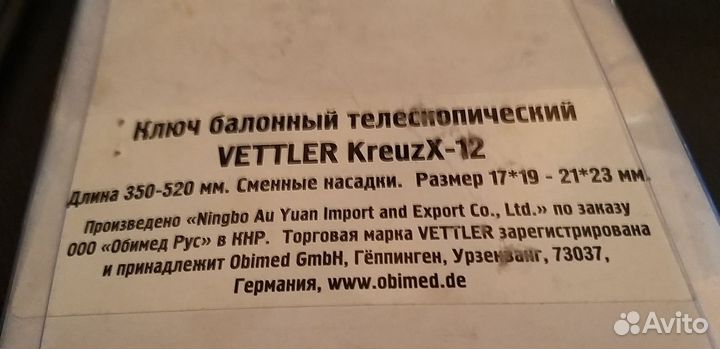 Ключ балонный телескопический
VETTLER KreuzX-12
Длина 350-520 мм. Сменные насадки. Размер 17*19 - 21*23 мм.
Произведено «Ningbo Au Yuan Import and Export Co., Ltd.» по заказу
ООО «Обимед Рус» в КНР. Торговая марка VETTLER зарегистрирована
и принадлежит Obimed GmbH, Гёппинген, Урзенванг, 73037,
Германия, www.obimed.de
Avito